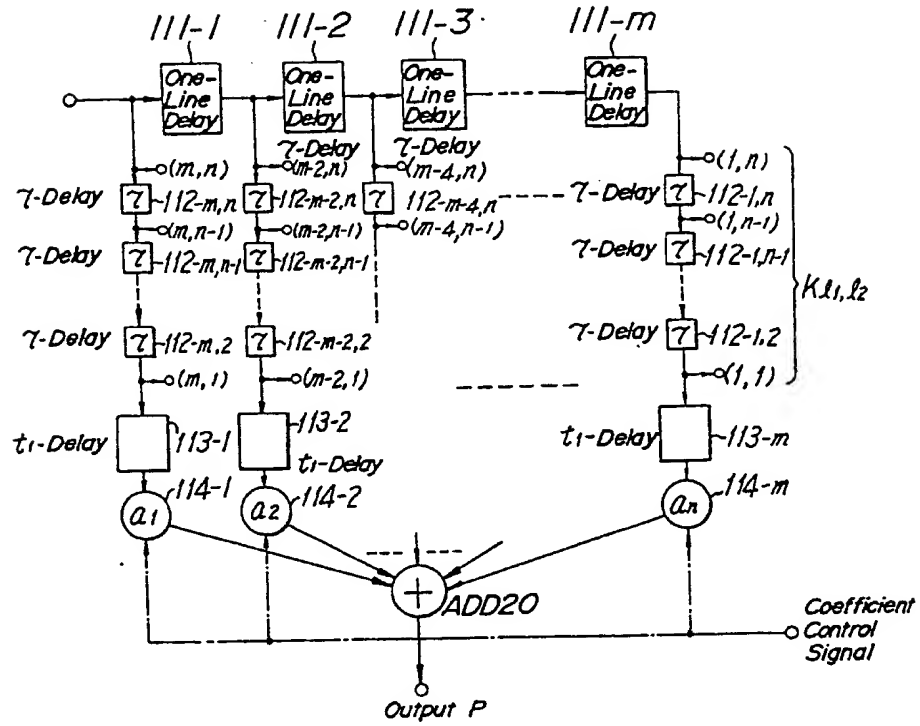 111-1 111-2 111-3 111-m
One-Line Delay One-Line Delay One-Line Delay One-Line Delay
τ-Delay τ-Delay
(m,n) (m-2,n) (m-4,n) (1,n)
τ-Delay τ 112-m,n τ 112-m-2,n τ 112-m-4,n τ-Delay τ 112-1,n
(m,n-1) (m-2,n-1) (m-4,n-1) (1,n-1)
τ-Delay τ 112-m,n-1 τ 112-m-2,n-1 τ-Delay τ 112-1,n-1
Kℓ1,ℓ2
τ-Delay τ 112-m,2 τ 112-m-2,2 τ-Delay τ 112-1,2
(m,1) (m-2,1) (1,1)
t1-Delay 113-1 113-2 t1-Delay 113-m
t1-Delay
a1 114-1 a2 114-2 an 114-m
+ ADD20
Coefficient
Control
Signal
Output P